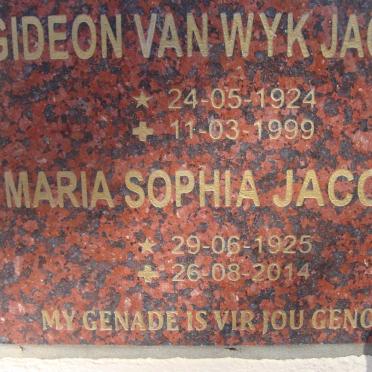 GIDEON VAN WYK JAC
★ 24-05-1924
✚ 11-03-1999
MARIA SOPHIA JACO
★ 29-06-1925
✚ 26-08-2014
MY GENADE IS VIR JOU GENO